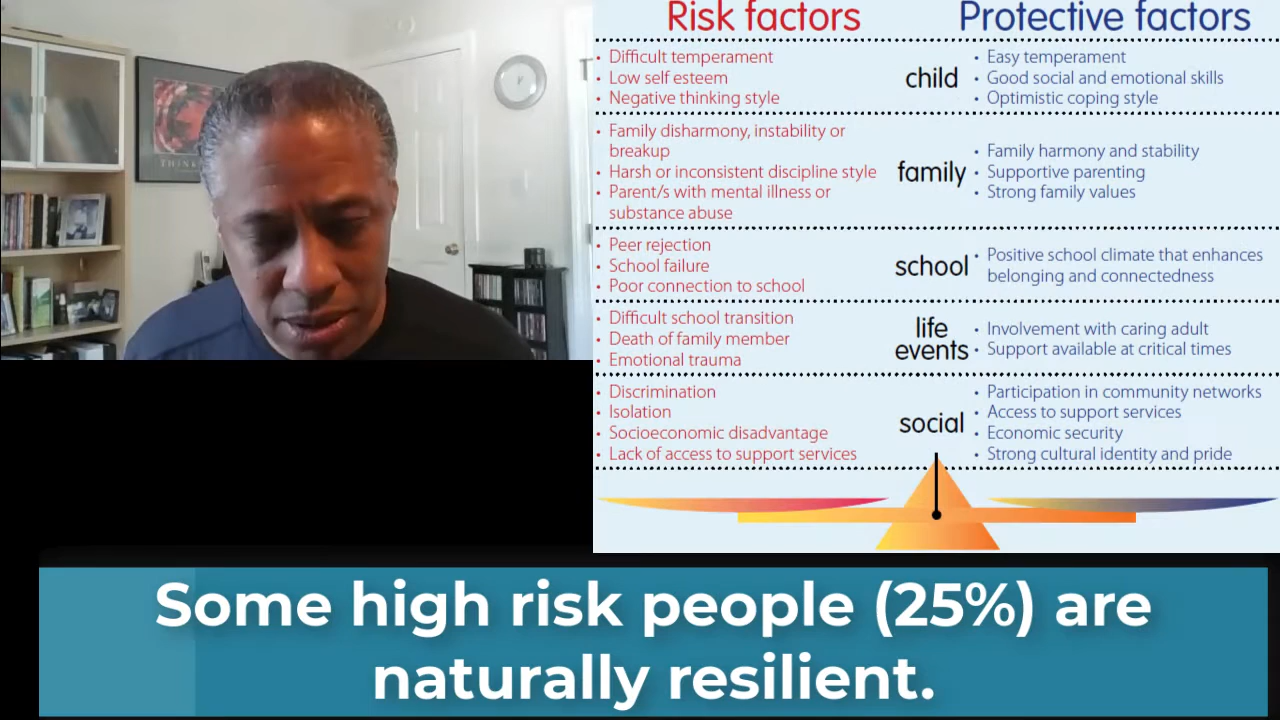 THINK
Risk factors
Protective factors
• Difficult temperament
• Low self esteem
• Negative thinking style
child
• Easy temperament
• Good social and emotional skills
• Optimistic coping style
• Family disharmony, instability or
breakup
• Harsh or inconsistent discipline style
• Parent/s with mental illness or
substance abuse
family
• Family harmony and stability
• Supportive parenting
• Strong family values
• Peer rejection
• School failure
• Poor connection to school
school
• Positive school climate that enhances
belonging and connectedness
• Difficult school transition
• Death of family member
• Emotional trauma
life
events
• Involvement with caring adult
• Support available at critical times
• Discrimination
• Isolation
• Socioeconomic disadvantage
• Lack of access to support services
social
• Participation in community networks
• Access to support services
• Economic security
• Strong cultural identity and pride
Some high risk people (25%) are
naturally resilient.